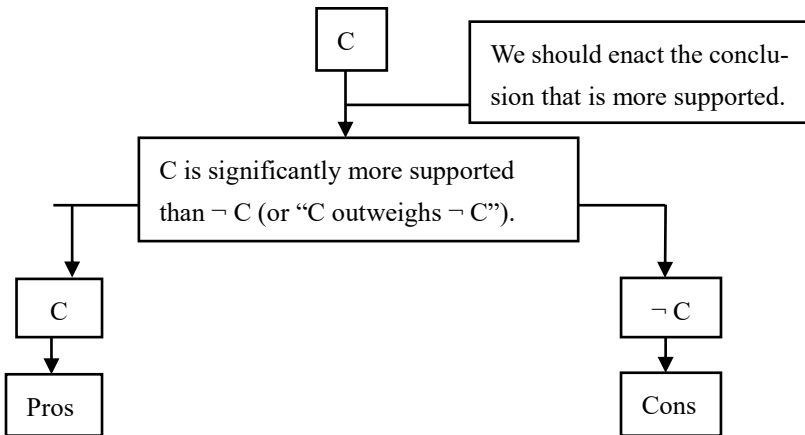 C
We should enact the conclu-
sion that is more supported.
C is significantly more supported
than ¬ C (or “C outweighs ¬ C”).
C
¬ C
Pros
Cons